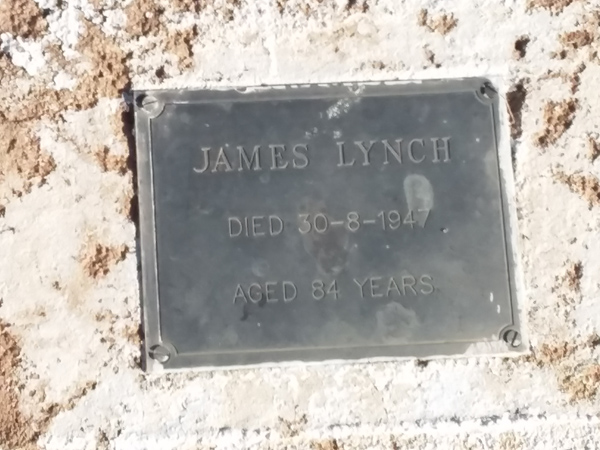 JAMES LYNCH
DIED 30-8-1947
AGED 84 YEARS.